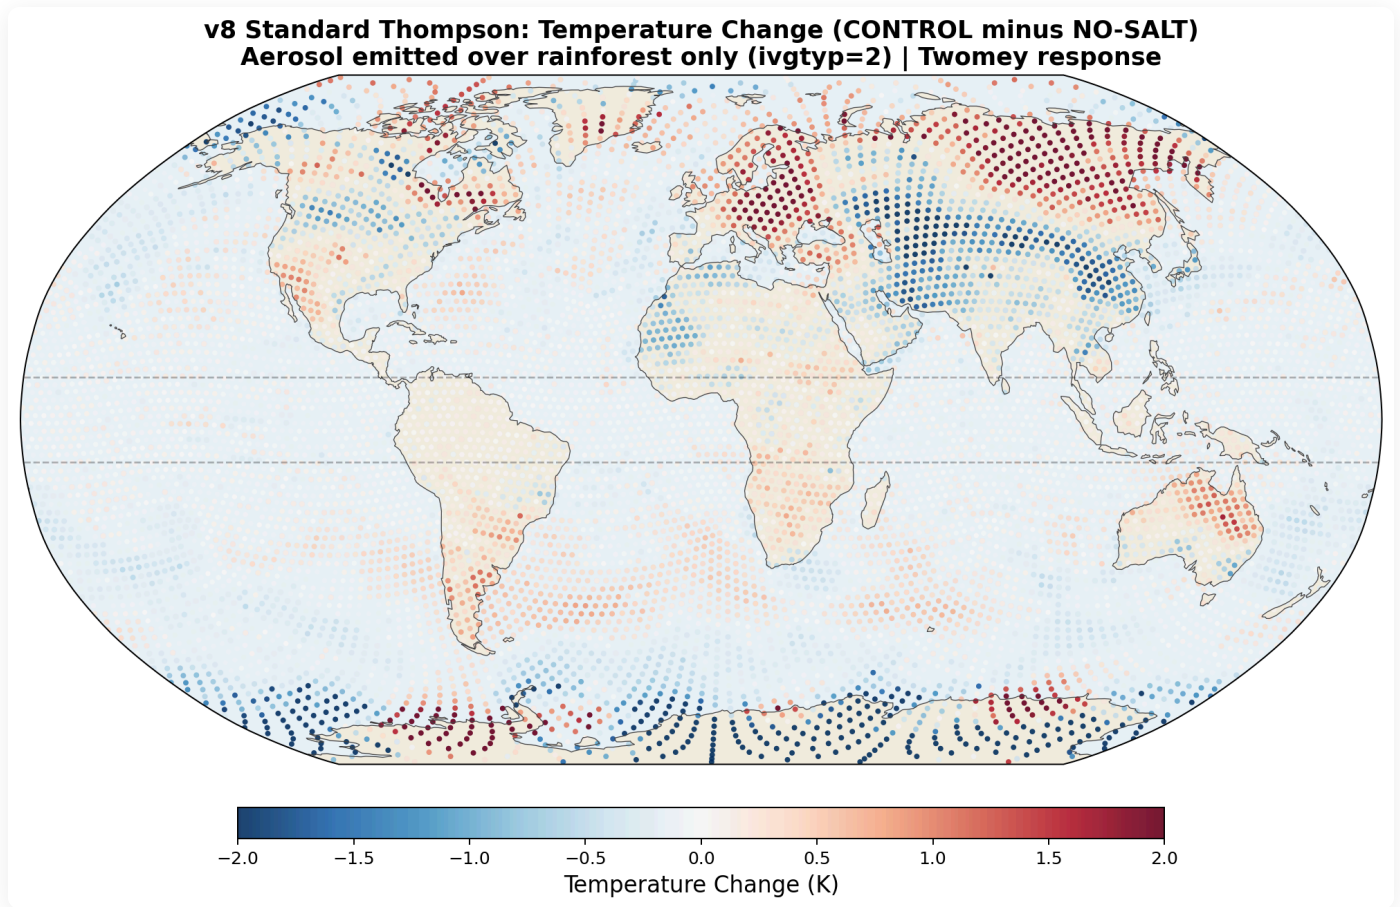 v8 Standard Thompson: Temperature Change (CONTROL minus NO-SALT)
Aerosol emitted over rainforest only (ivgtyp=2) | Twomey response
−2.0 −1.5 −1.0 −0.5 0.0 0.5 1.0 1.5 2.0
Temperature Change (K)